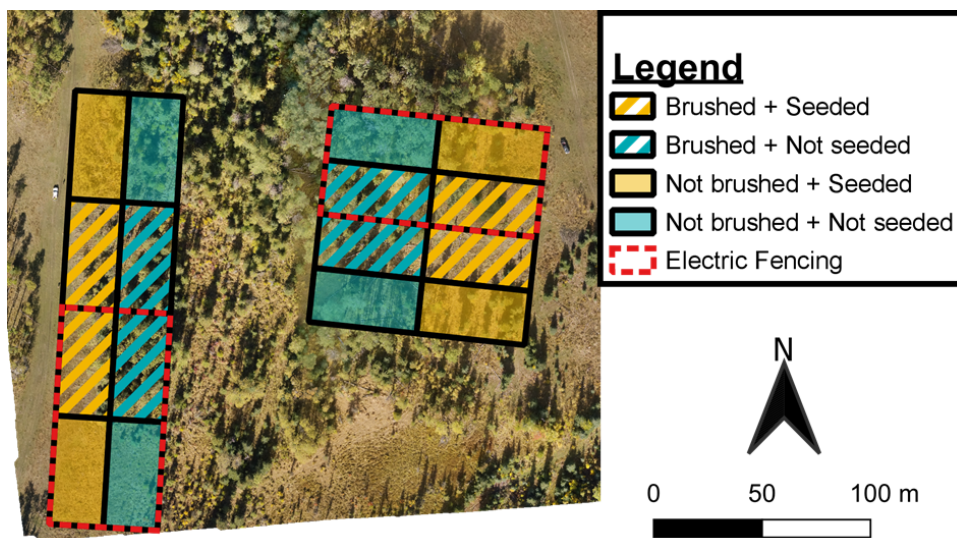 Legend
Brushed + Seeded
Brushed + Not seeded
Not brushed + Seeded
Not brushed + Not seeded
Electric Fencing
N
0 50 100 m